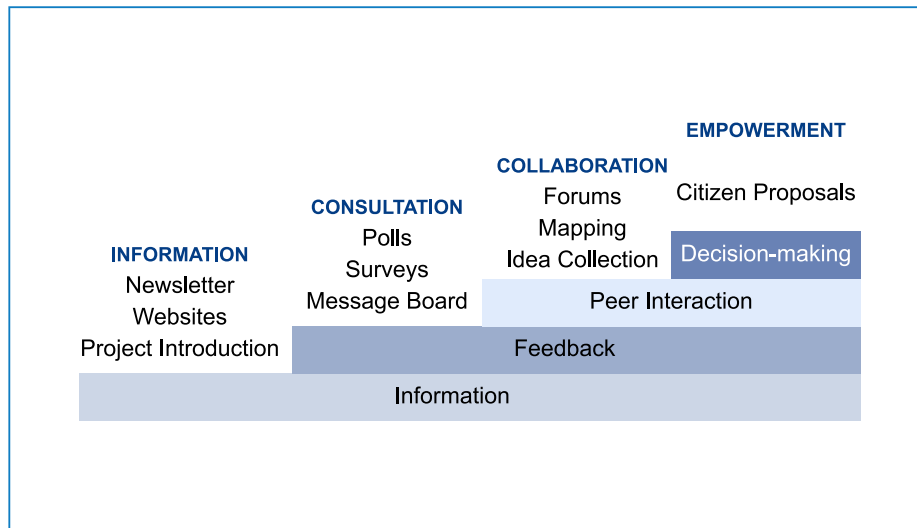 EMPOWERMENT
Citizen Proposals
Decision-making
COLLABORATION
Forums
Mapping
Idea Collection
Peer Interaction
CONSULTATION
Polls
Surveys
Message Board
Feedback
INFORMATION
Newsletter
Websites
Project Introduction
Information